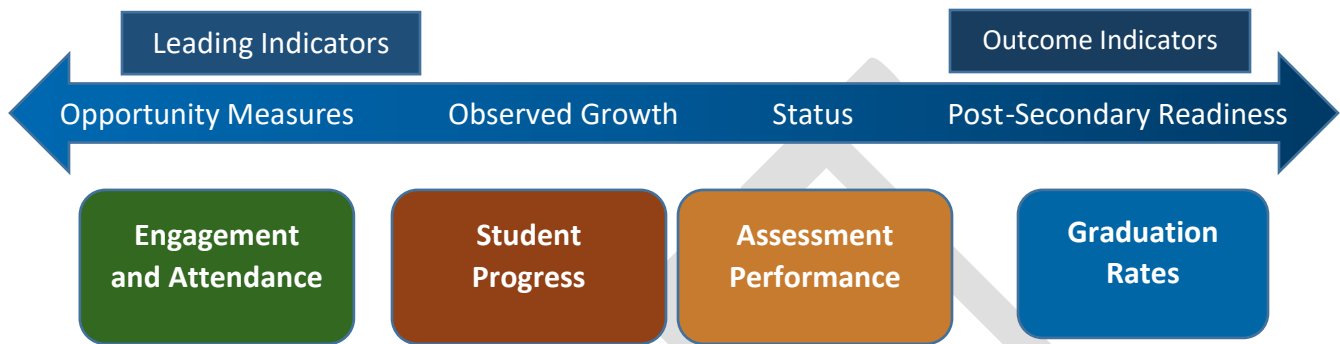 Leading Indicators
Outcome Indicators
Opportunity Measures
Observed Growth
Status
Post-Secondary Readiness
Engagement
and Attendance
Student
Progress
Assessment
Performance
Graduation
Rates